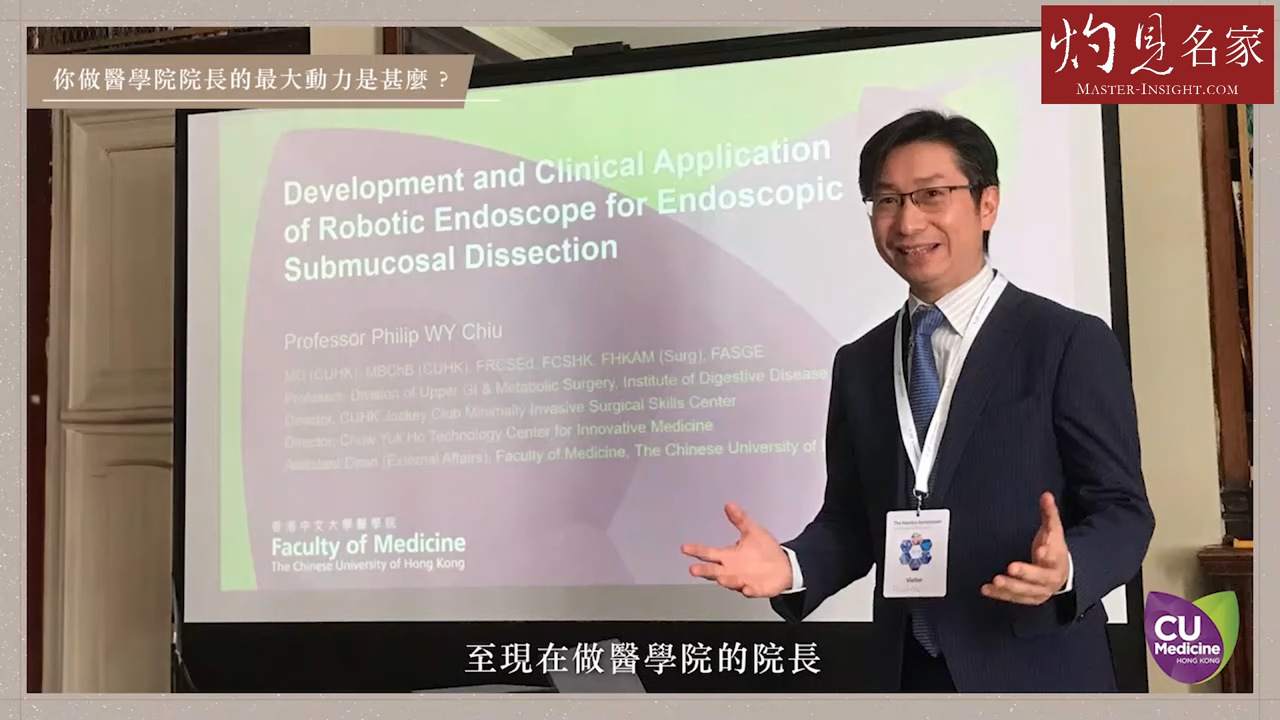 你做醫學院院長的最大動力是甚麼？
灼見名家
MASTER-INSIGHT.COM
Development and Clinical Application
of Robotic Endoscope for Endoscopic
Submucosal Dissection
Professor Philip WY Chiu
MD (CUHK), MBChB (CUHK), FRCSEd, FCSHK, FHKAM (Surg), FASGE
Professor, Division of Upper GI & Metabolic Surgery, Institute of Digestive Disease
Director, CUHK Jockey Club Minimally Invasive Surgical Skills Center
Director, Chow Yuk Ho Technology Center for Innovative Medicine
Assistant Dean (External Affairs), Faculty of Medicine, The Chinese University of
香港中文大學醫學院
Faculty of Medicine
The Chinese University of Hong Kong
Visitor
至現在做醫學院的院長
CU
Medicine
HONG KONG